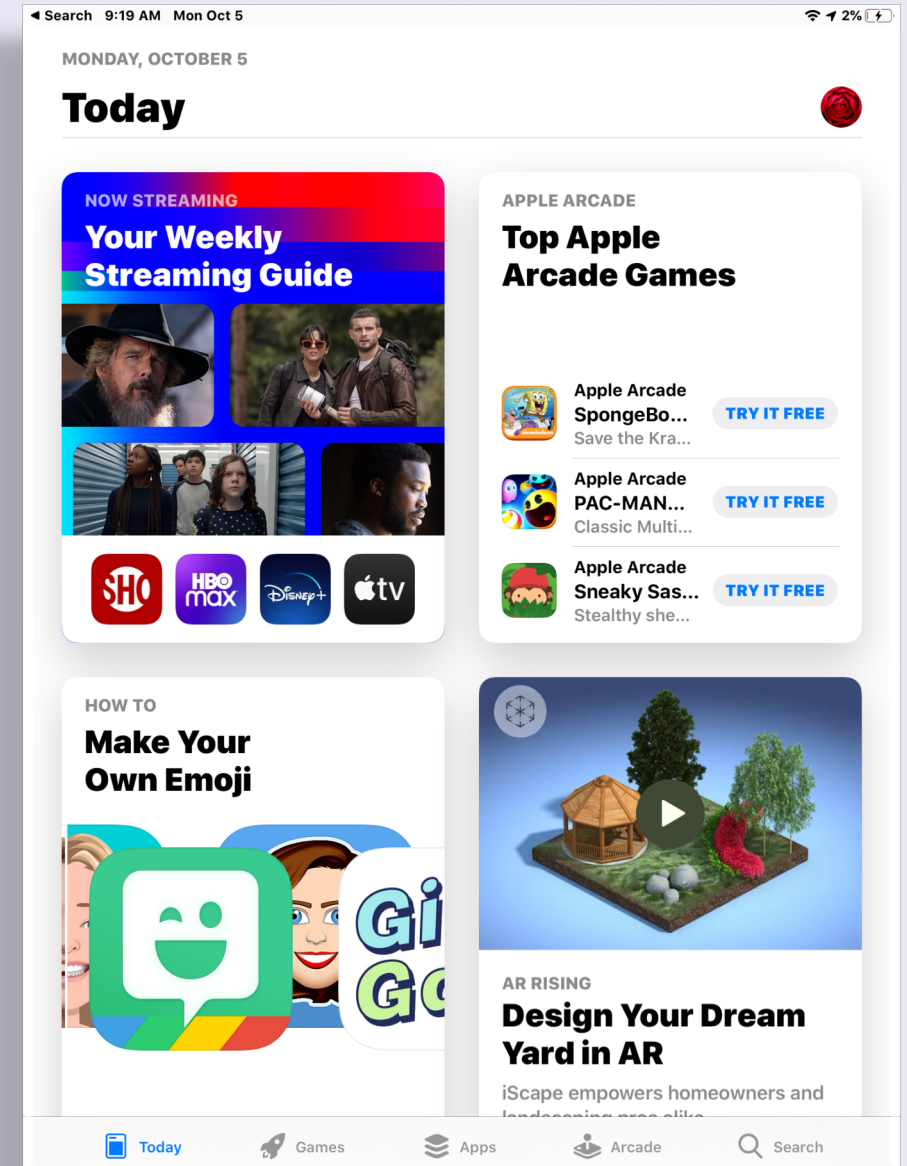 Search 9:19 AM Mon Oct 5 2%
MONDAY, OCTOBER 5
Today
NOW STREAMING
Your Weekly
Streaming Guide
SHO
HBO
max
Disney+
tv
APPLE ARCADE
Top Apple
Arcade Games
Apple Arcade
SpongeBo...
Save the Kra...
TRY IT FREE
Apple Arcade
PAC-MAN...
Classic Multi...
TRY IT FREE
Apple Arcade
Sneaky Sas...
Stealthy she...
TRY IT FREE
HOW TO
Make Your
Own Emoji
Gi
Go
AR RISING
Design Your Dream
Yard in AR
iScape empowers homeowners and
landscaping pros alike
Today Games Apps Arcade Search